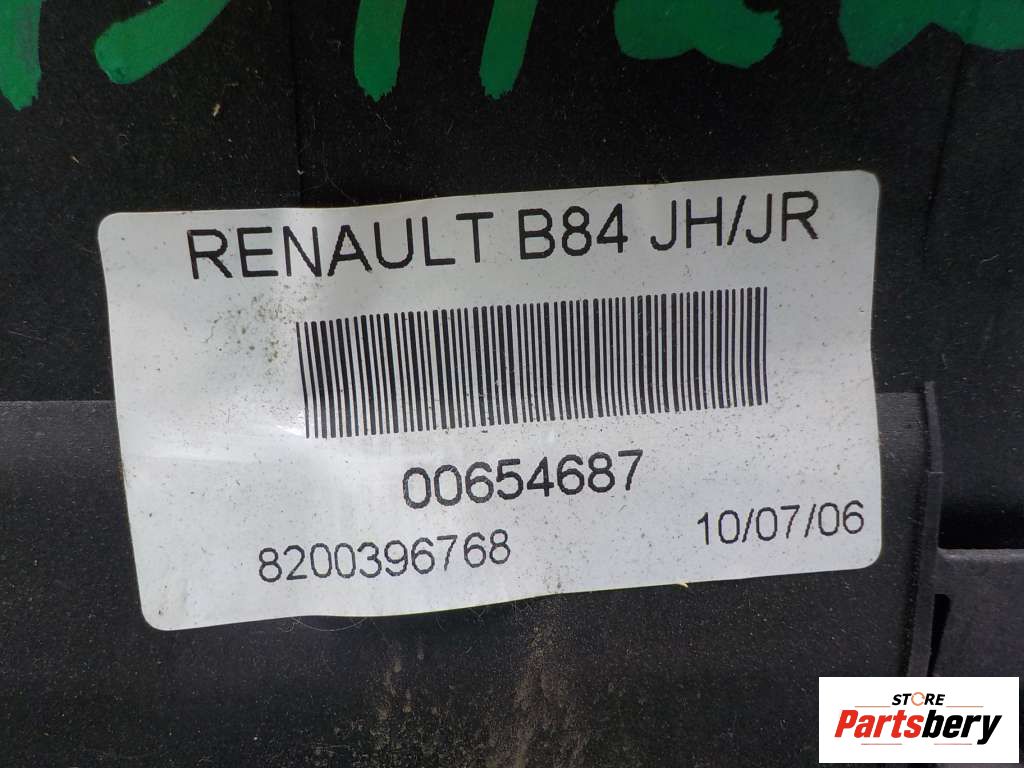 RENAULT B84 JH/JR
00654687
8200396768 10/07/06
STORE
Partsbery